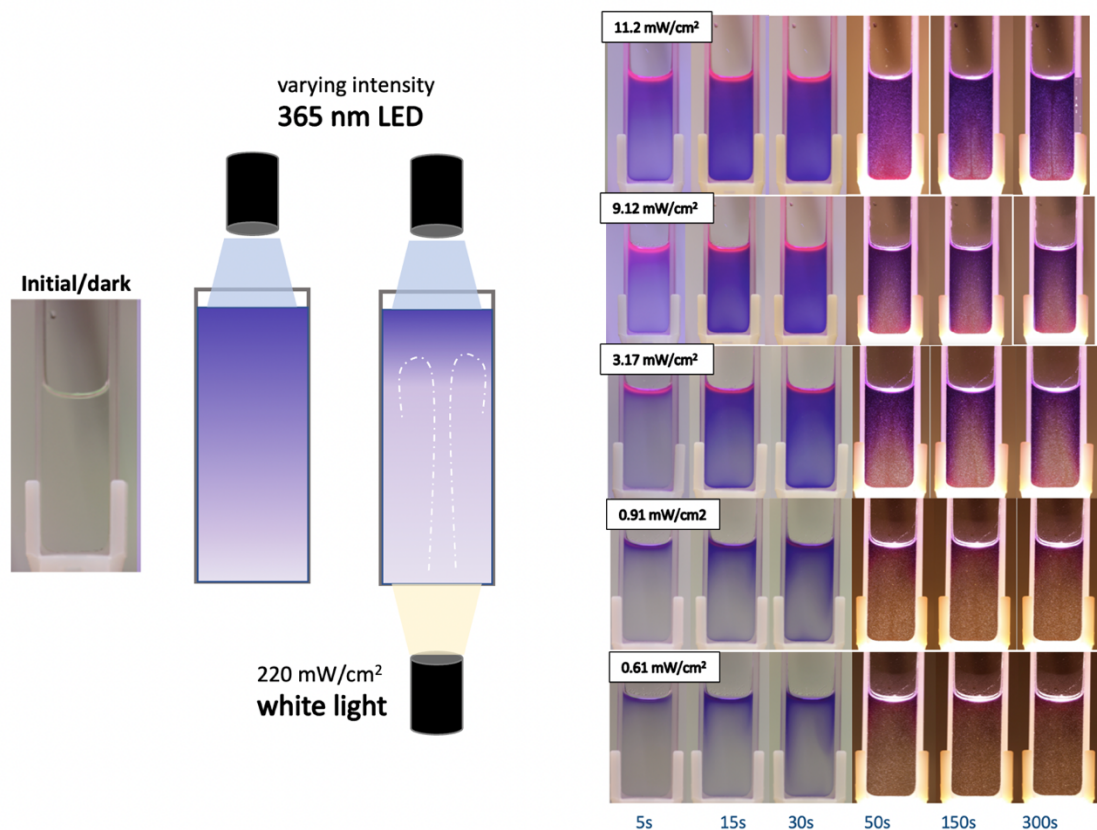 varying intensity
365 nm LED
Initial/dark
220 mW/cm²
white light
11.2 mW/cm²
9.12 mW/cm²
3.17 mW/cm²
0.91 mW/cm2
0.61 mW/cm²
5s 15s 30s 50s 150s 300s